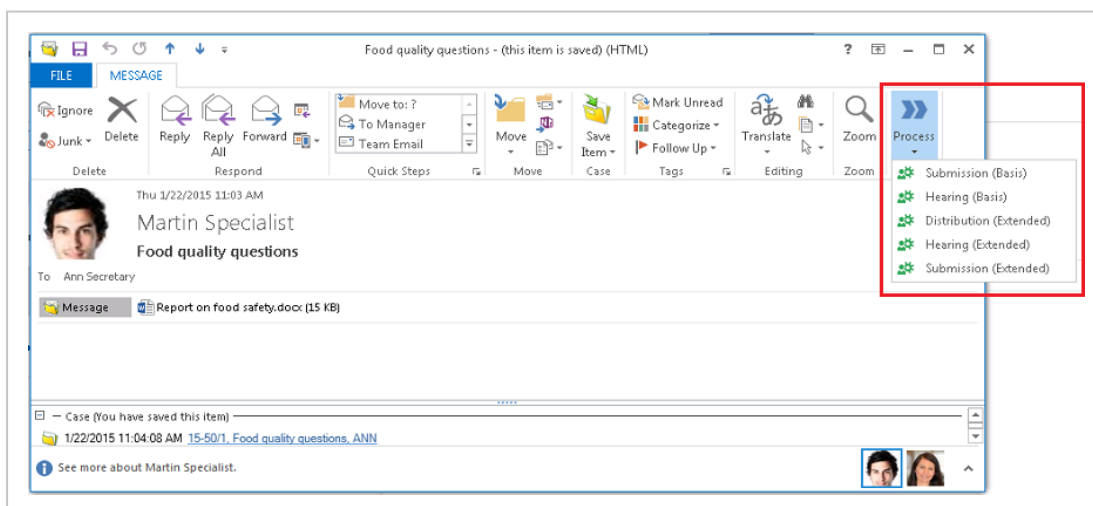 Food quality questions - (this item is saved) (HTML)
?
FILE MESSAGE
Ignore
Junk
Delete
Reply
Reply All
Forward
Move to: ?
To Manager
Team Email
Move
Save Item
Mark Unread
Categorize
Follow Up
Translate
Zoom
Process
Delete Respond Quick Steps Move Case Tags Editing Zoom
Submission (Basis)
Hearing (Basis)
Distribution (Extended)
Hearing (Extended)
Submission (Extended)
Thu 1/22/2015 11:03 AM
Martin Specialist
Food quality questions
To Ann Secretary
Message Report on food safety.docx (15 KB)
Case (You have saved this item)
1/22/2015 11:04:08 AM 15-50/1, Food quality questions, ANN
See more about Martin Specialist.